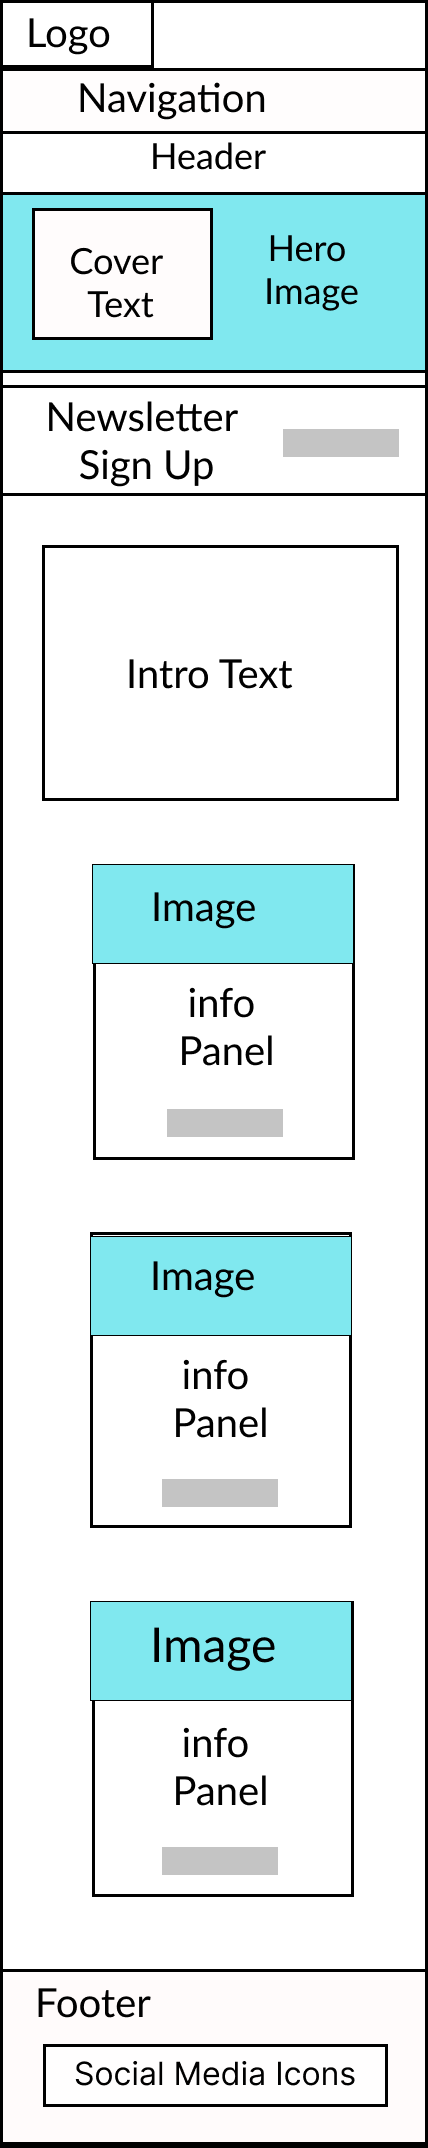 Logo
Navigation
Header
Cover
Text
Hero
Image
Newsletter
Sign Up
Intro Text
Image
info
Panel
Image
info
Panel
Image
info
Panel
Footer
Social Media Icons